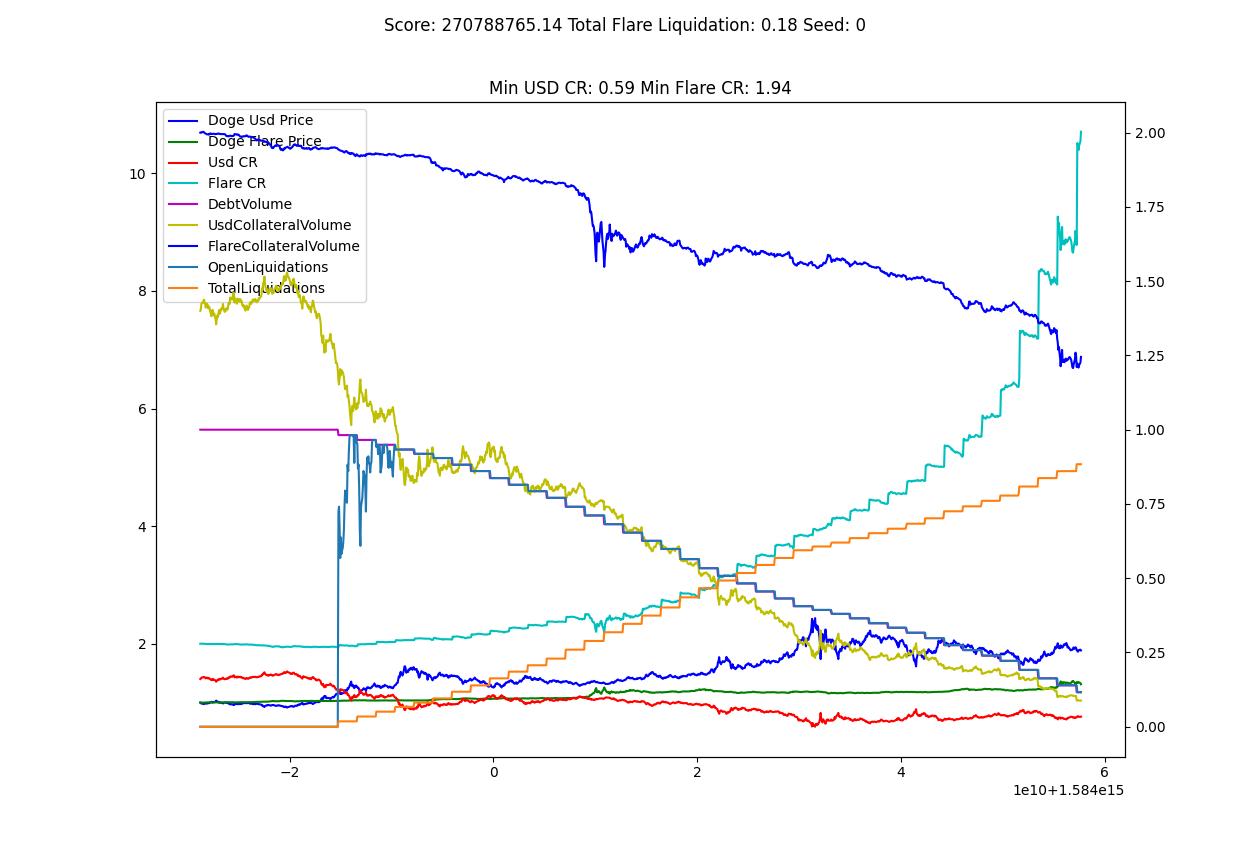 Score: 270788765.14 Total Flare Liquidation: 0.18 Seed: 0
Min USD CR: 0.59 Min Flare CR: 1.94
Doge Usd Price
Doge Flare Price
Usd CR
Flare CR
DebtVolume
UsdCollateralVolume
FlareCollateralVolume
OpenLiquidations
TotalLiquidations
10
8
6
4
2
2.00
1.75
1.50
1.25
1.00
0.75
0.50
0.25
0.00
−2
0
2
4
6
1e10+1.584e15